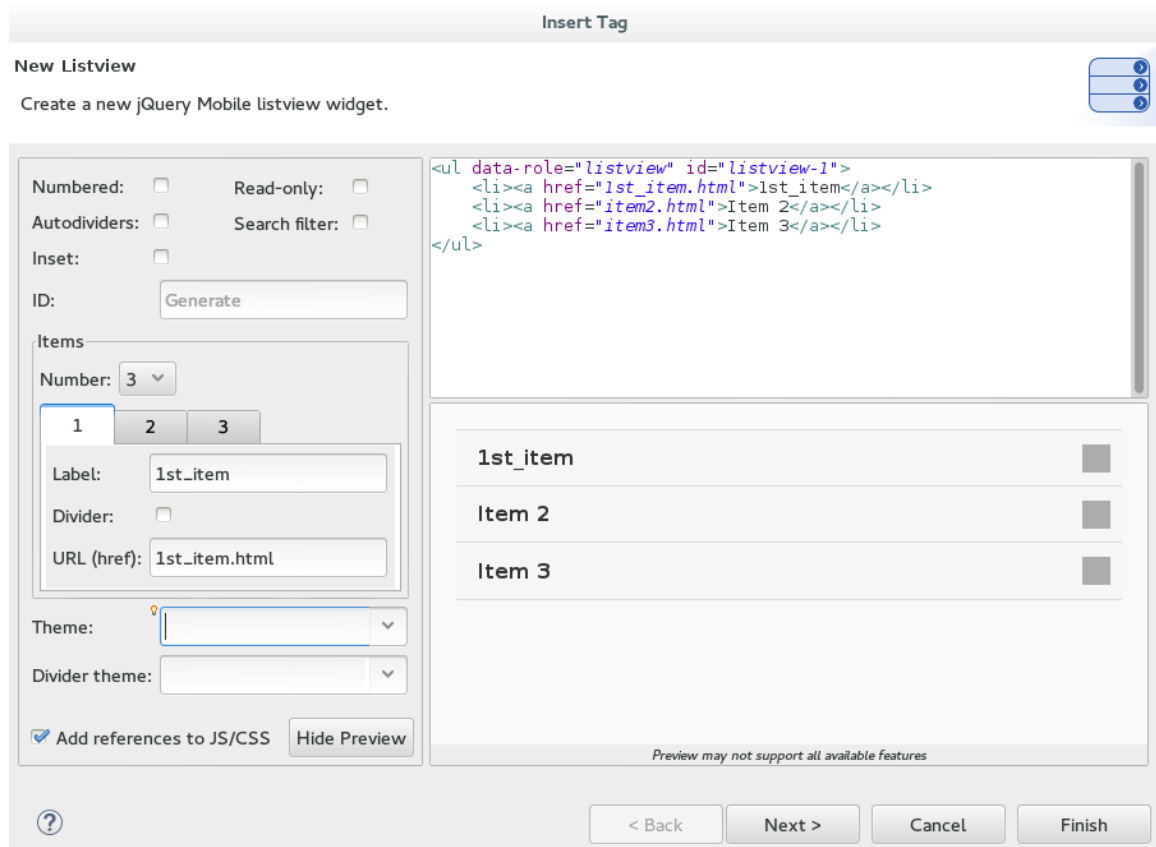 Insert Tag
New Listview
Create a new jQuery Mobile listview widget.
Numbered:
Read-only:
Autodividers:
Search filter:
Inset:
ID:
Generate
Items
Number: 3
1 2 3
Label: 1st_item
Divider:
URL (href): 1st_item.html
Theme:
Divider theme:
Add references to JS/CSS
Hide Preview
<ul data-role="listview" id="listview-1">
    <li><a href="1st_item.html">1st_item</a></li>
    <li><a href="item2.html">Item 2</a></li>
    <li><a href="item3.html">Item 3</a></li>
</ul>
1st_item
Item 2
Item 3
Preview may not support all available features
?
< Back
Next >
Cancel
Finish